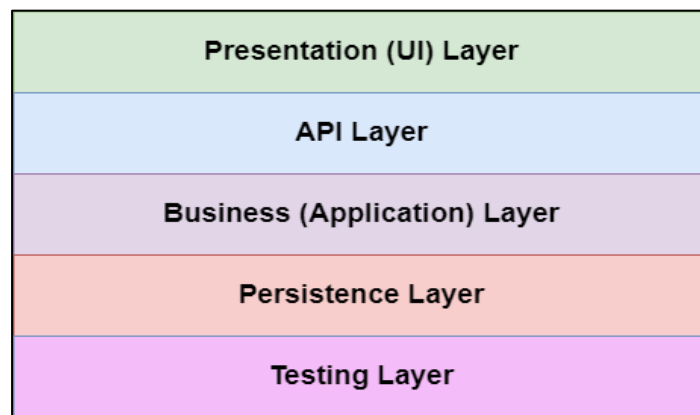 Presentation (UI) Layer
API Layer
Business (Application) Layer
Persistence Layer
Testing Layer